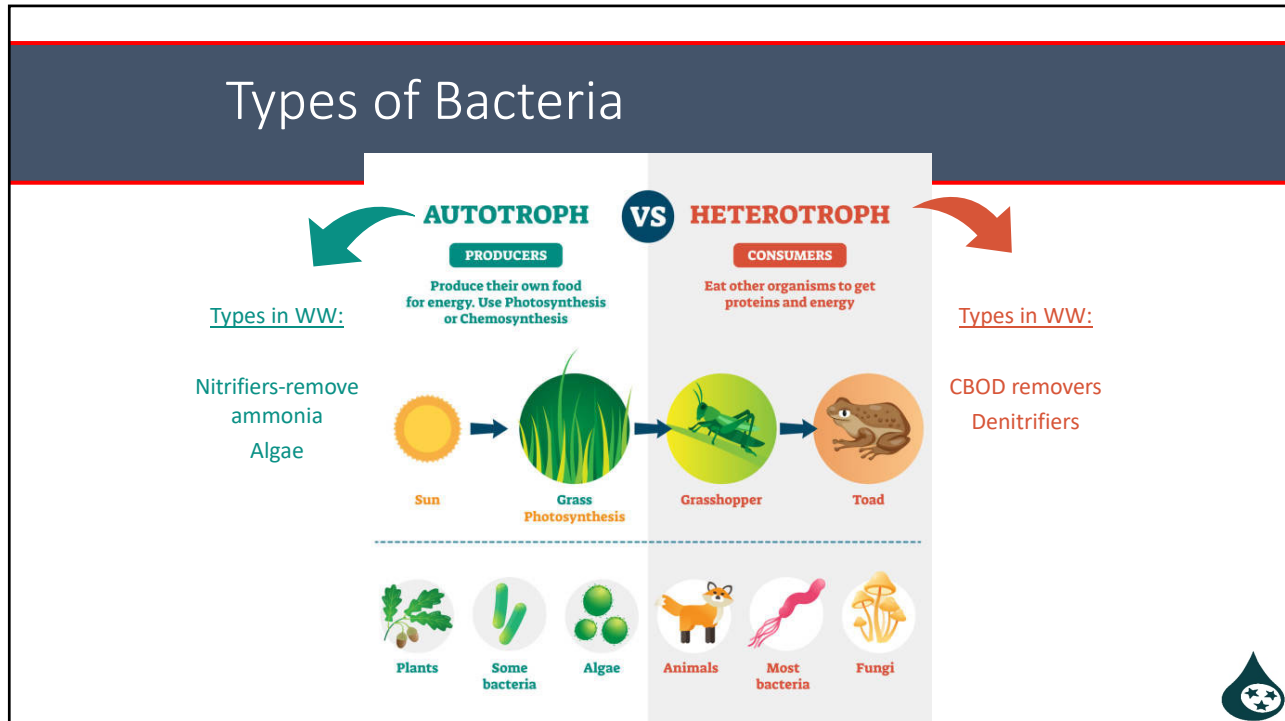 Types of Bacteria
AUTOTROPH
VS
HETEROTROPH
PRODUCERS
CONSUMERS
Produce their own food
for energy. Use Photosynthesis
or Chemosynthesis
Eat other organisms to get
proteins and energy
Types in WW:
Nitrifiers-remove
ammonia
Algae
Types in WW:
CBOD removers
Denitrifiers
Sun
Grass
Photosynthesis
Grasshopper
Toad
Plants
Some
bacteria
Algae
Animals
Most
bacteria
Fungi